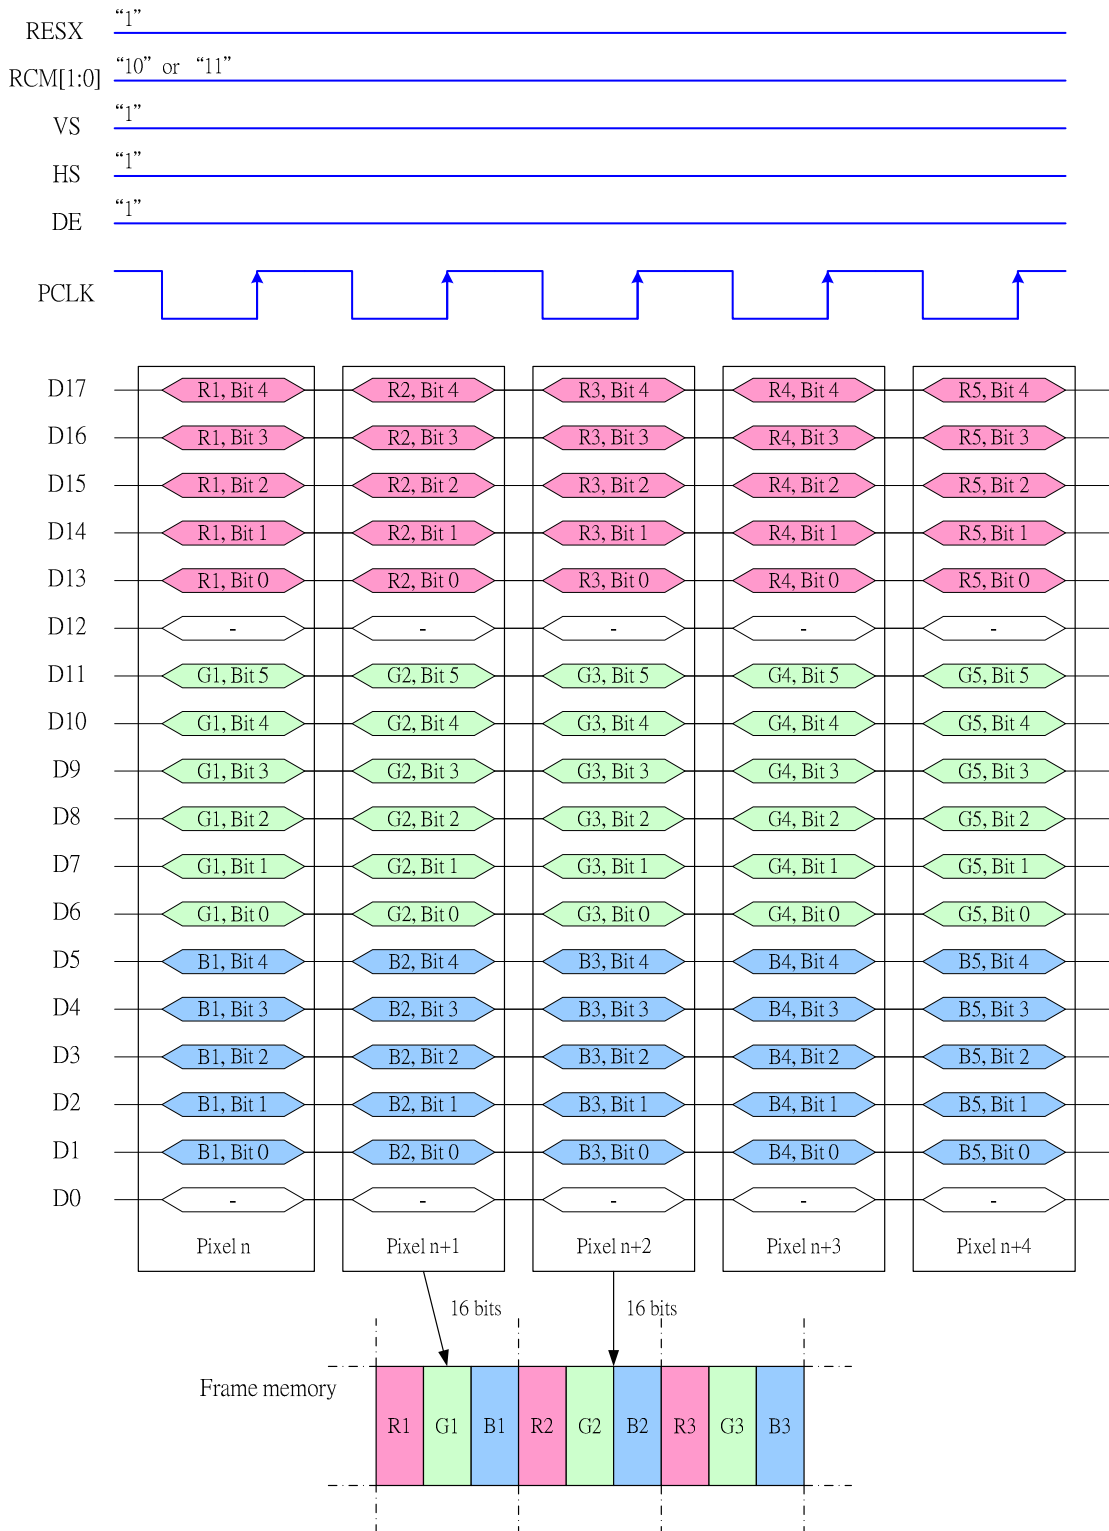 RESX “1”
RCM[1:0] “10” or “11”
VS “1”
HS “1”
DE “1”
PCLK
D17 R1, Bit 4 R2, Bit 4 R3, Bit 4 R4, Bit 4 R5, Bit 4
D16 R1, Bit 3 R2, Bit 3 R3, Bit 3 R4, Bit 3 R5, Bit 3
D15 R1, Bit 2 R2, Bit 2 R3, Bit 2 R4, Bit 2 R5, Bit 2
D14 R1, Bit 1 R2, Bit 1 R3, Bit 1 R4, Bit 1 R5, Bit 1
D13 R1, Bit 0 R2, Bit 0 R3, Bit 0 R4, Bit 0 R5, Bit 0
D12 - - - - -
D11 G1, Bit 5 G2, Bit 5 G3, Bit 5 G4, Bit 5 G5, Bit 5
D10 G1, Bit 4 G2, Bit 4 G3, Bit 4 G4, Bit 4 G5, Bit 4
D9 G1, Bit 3 G2, Bit 3 G3, Bit 3 G4, Bit 3 G5, Bit 3
D8 G1, Bit 2 G2, Bit 2 G3, Bit 2 G4, Bit 2 G5, Bit 2
D7 G1, Bit 1 G2, Bit 1 G3, Bit 1 G4, Bit 1 G5, Bit 1
D6 G1, Bit 0 G2, Bit 0 G3, Bit 0 G4, Bit 0 G5, Bit 0
D5 B1, Bit 4 B2, Bit 4 B3, Bit 4 B4, Bit 4 B5, Bit 4
D4 B1, Bit 3 B2, Bit 3 B3, Bit 3 B4, Bit 3 B5, Bit 3
D3 B1, Bit 2 B2, Bit 2 B3, Bit 2 B4, Bit 2 B5, Bit 2
D2 B1, Bit 1 B2, Bit 1 B3, Bit 1 B4, Bit 1 B5, Bit 1
D1 B1, Bit 0 B2, Bit 0 B3, Bit 0 B4, Bit 0 B5, Bit 0
D0 - - - - -
Pixel n Pixel n+1 Pixel n+2 Pixel n+3 Pixel n+4
16 bits 16 bits
Frame memory
R1 G1 B1 R2 G2 B2 R3 G3 B3